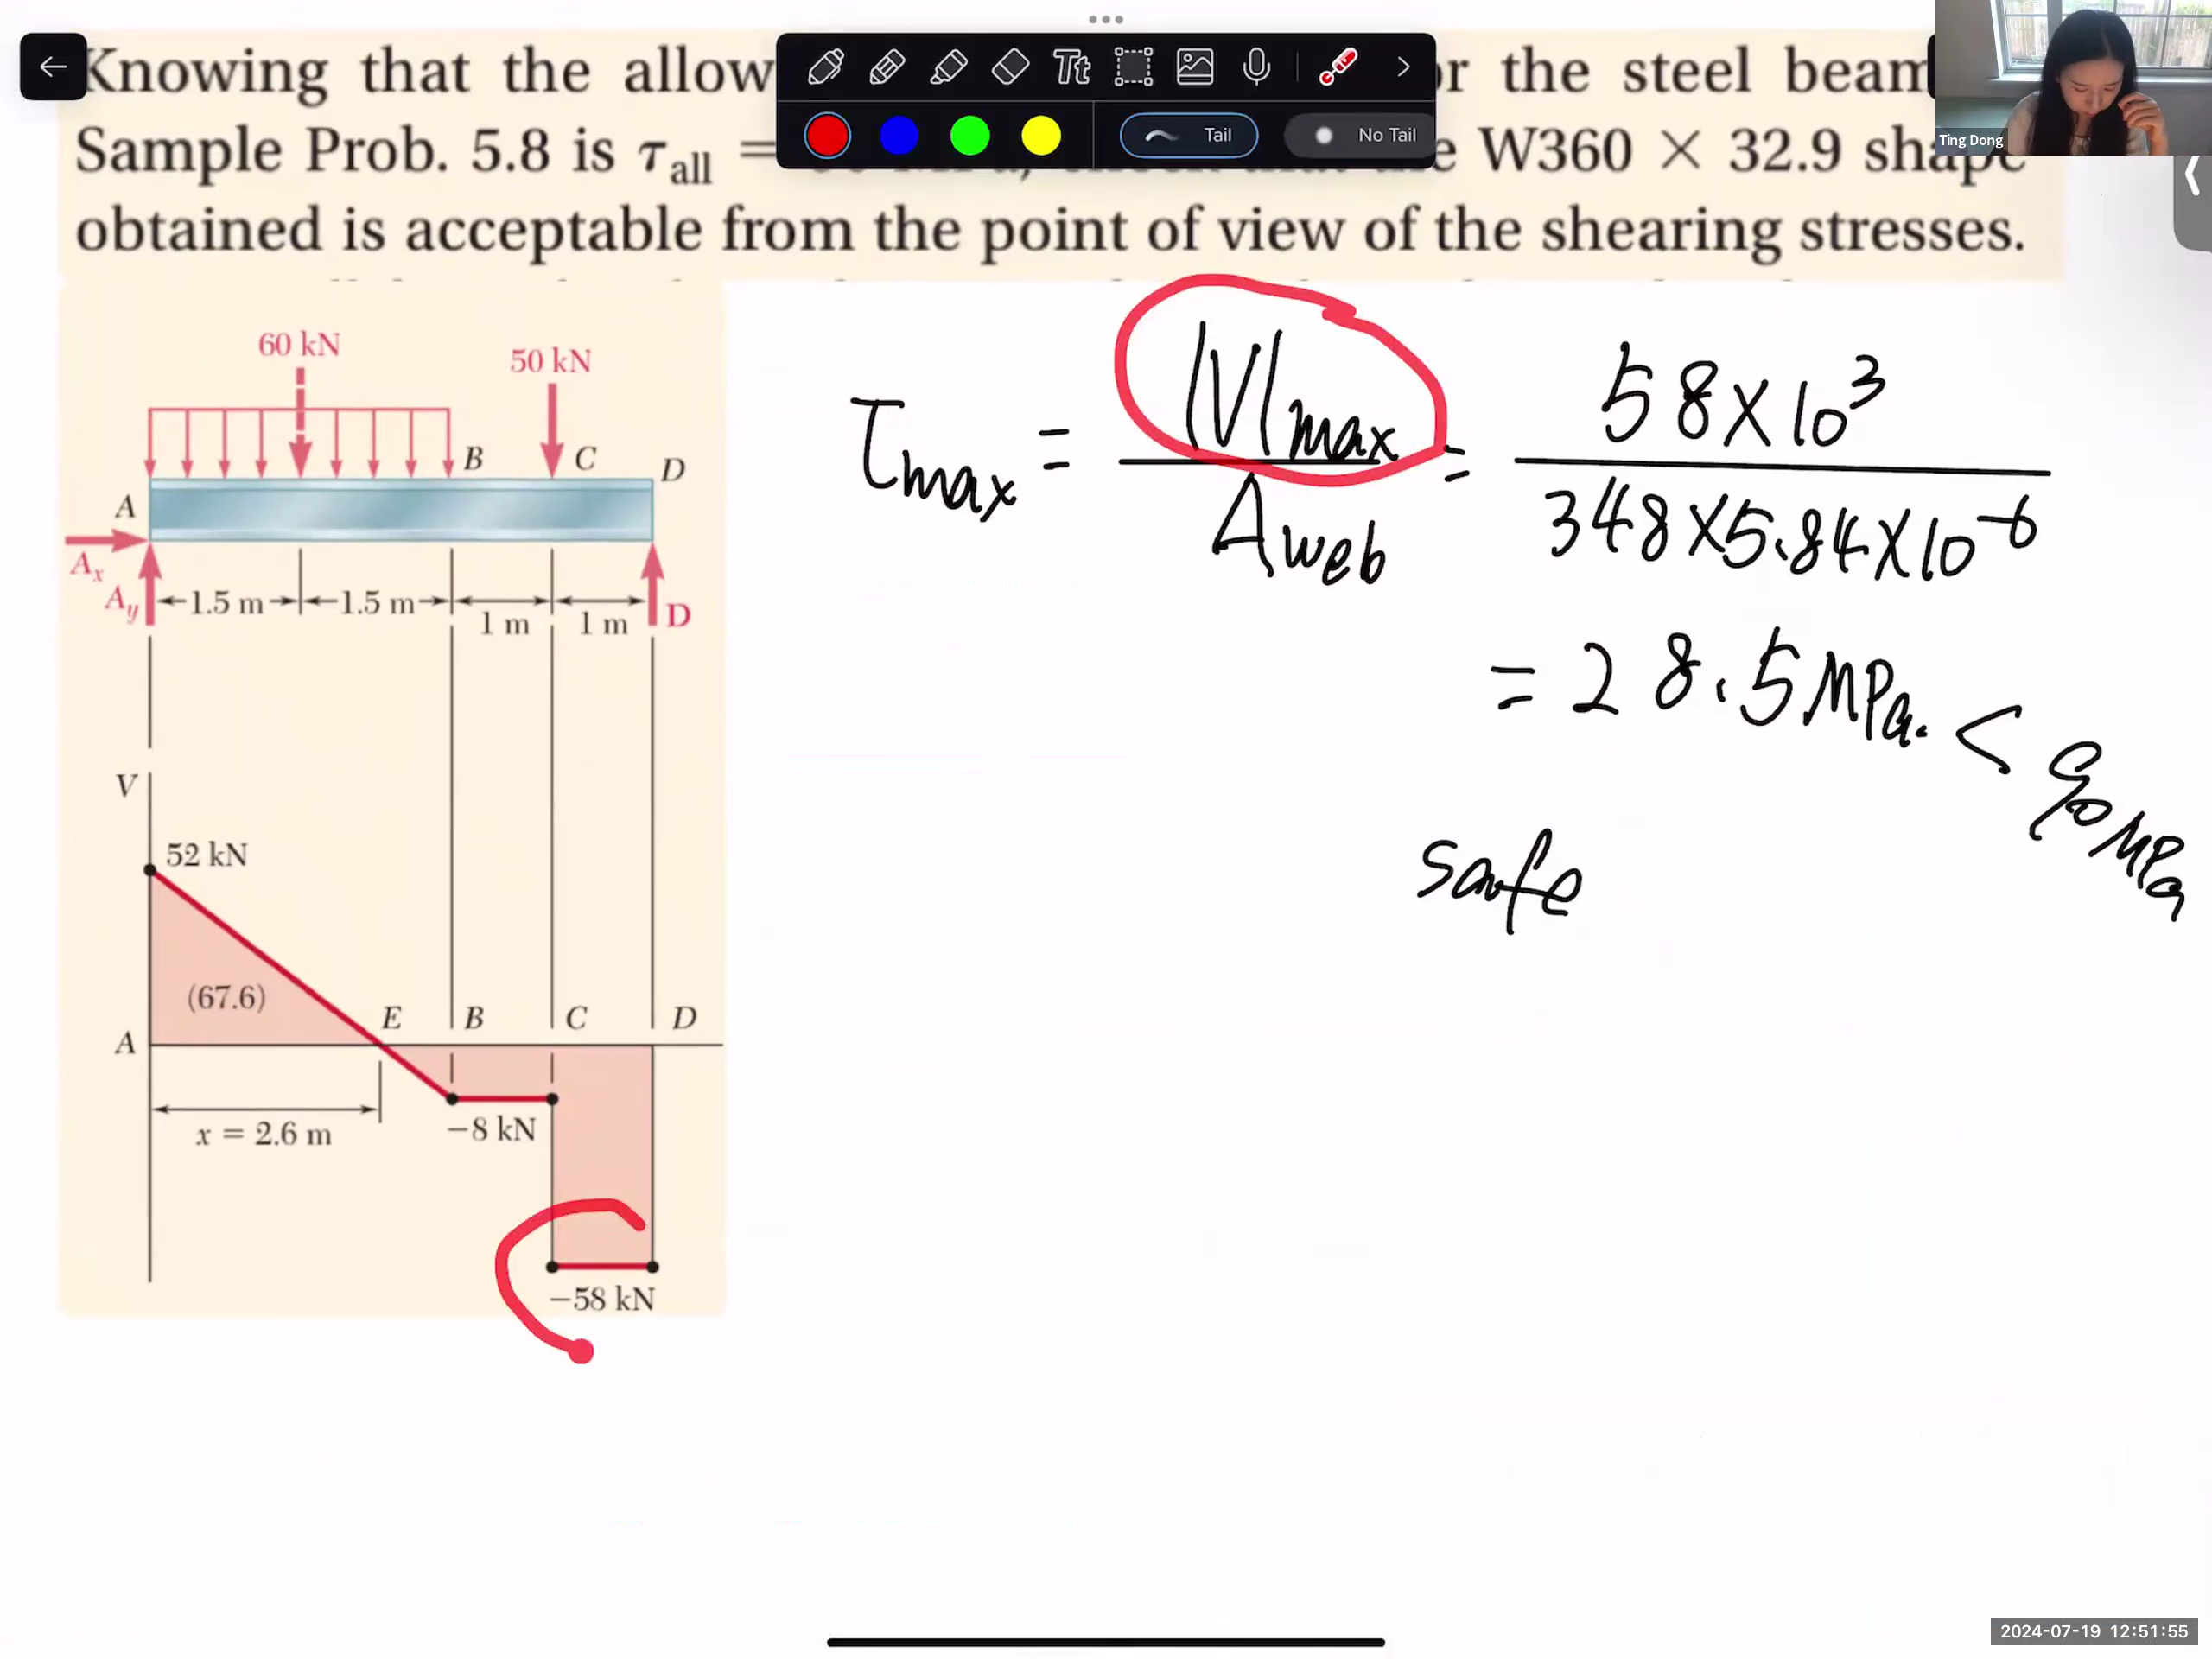 Knowing that the allow r the steel beam
Tt
Tail
No Tail
Ting Dong
Sample Prob. 5.8 is τall = e W360 × 32.9 shape
obtained is acceptable from the point of view of the shearing stresses.
60 kN
50 kN
B
C
D
A
Ax
Ay
1.5 m
1.5 m
1 m
1 m
D
V
52 kN
(67.6)
A
E
B
C
D
x = 2.6 m
−8 kN
−58 kN
τmax = |V|max / Aweb = 58×10³ / 348×5.84×10⁻⁶
= 28.5 MPa. < 90 MPa
safe
2024-07-19 12:51:55